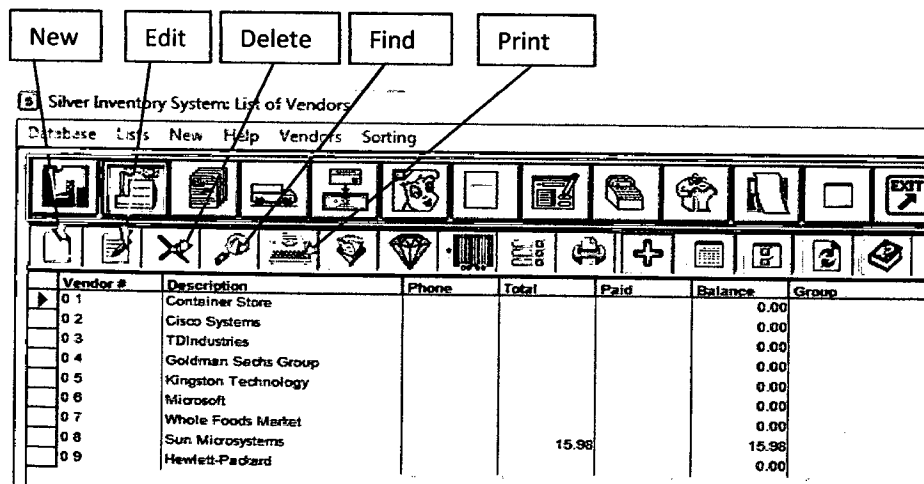 New Edit Delete Find Print
S Silver Inventory System: List of Vendors
Database Lists New Help Vendors Sorting
EXIT
Vendor # Description Phone Total Paid Balance Group
0 1 Container Store 0.00
0 2 Cisco Systems 0.00
0 3 TDIndustries 0.00
0 4 Goldman Sachs Group 0.00
0 5 Kingston Technology 0.00
0 6 Microsoft 0.00
0 7 Whole Foods Market 0.00
0 8 Sun Microsystems 15.98 15.98
0 9 Hewlett-Packard 0.00